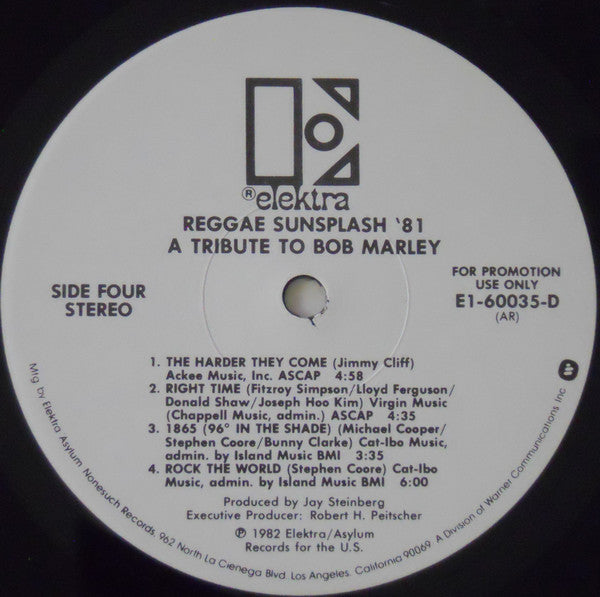 ® elektra
REGGAE SUNSPLASH '81
A TRIBUTE TO BOB MARLEY
SIDE FOUR
STEREO
FOR PROMOTION
USE ONLY
E1-60035-D
(AR)
1. THE HARDER THEY COME (Jimmy Cliff)
Ackee Music, Inc. ASCAP 4:58
2. RIGHT TIME (Fitzroy Simpson/Lloyd Ferguson/
Donald Shaw/Joseph Hoo Kim) Virgin Music
(Chappell Music, admin.) ASCAP 4:35
3. 1865 (96° IN THE SHADE) (Michael Cooper/
Stephen Coore/Bunny Clarke) Cat-Ibo Music,
admin. by Island Music BMI 3:35
4. ROCK THE WORLD (Stephen Coore) Cat-Ibo
Music, admin. by Island Music BMI 6:00
Produced by Jay Steinberg
Executive Producer: Robert H. Peitscher
℗ 1982 Elektra/Asylum
Records for the U.S.
Mfg. by Elektra Asylum Nonesuch Records, 962 North La Cienega Blvd. Los Angeles, California 90069. A Division of Warner Communications Inc